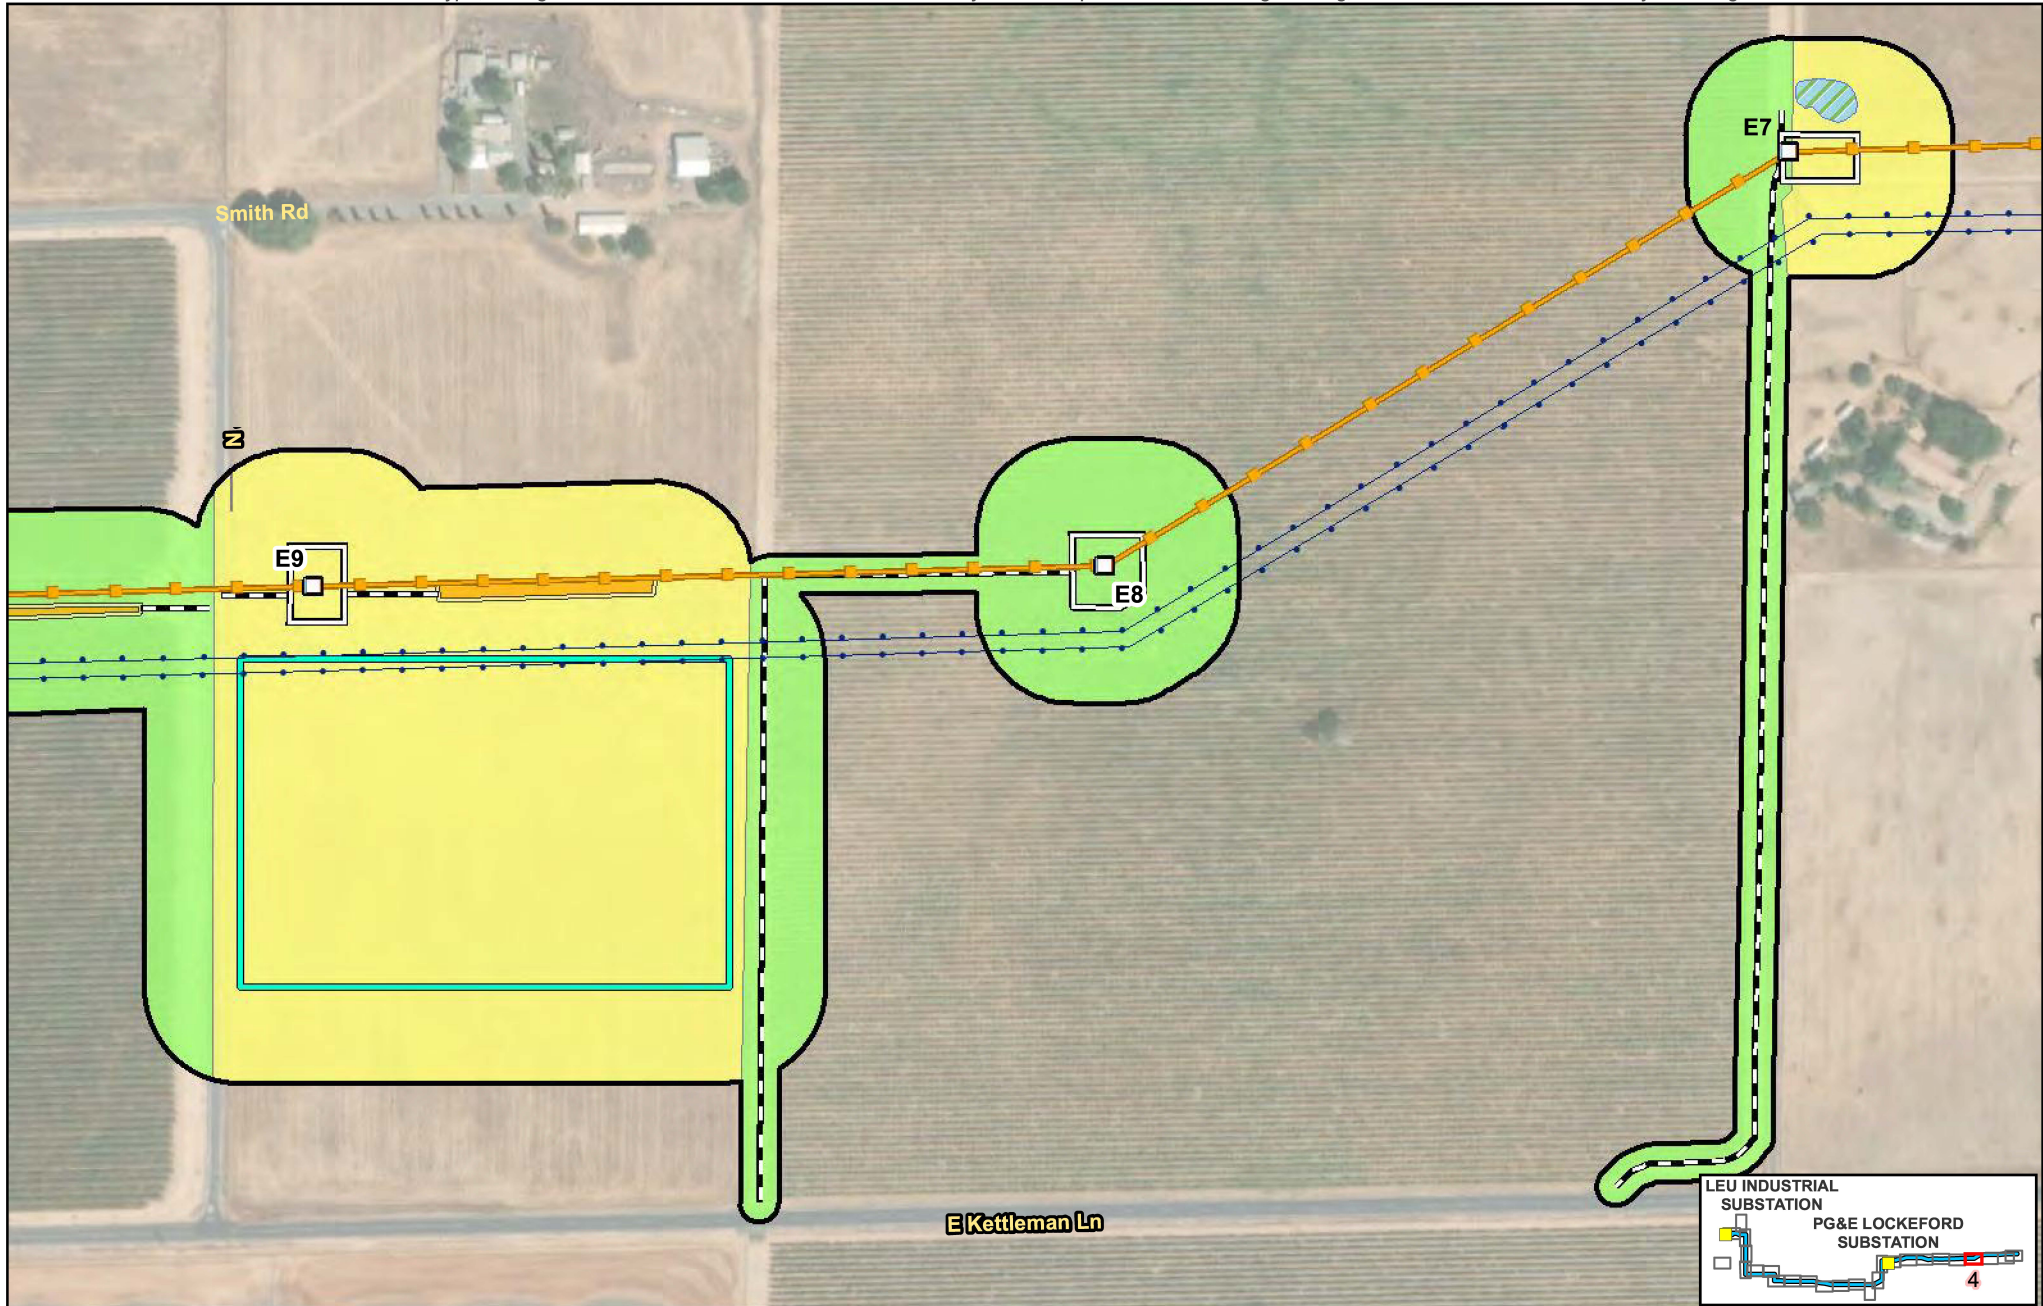 E7
Smith Rd
N
E9
E8
E Kettleman Ln
LEU INDUSTRIAL
SUBSTATION
PG&E LOCKEFORD
SUBSTATION
4